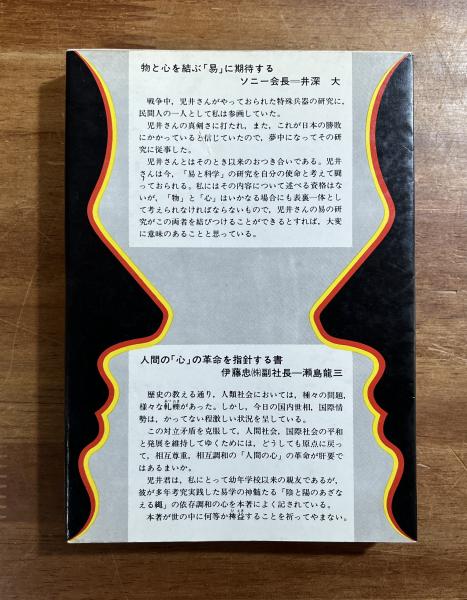 物と心を結ぶ「易」に期待する
ソニー会長―井深 大
戦争中，児井さんがやっておられた特殊兵器の研究に，
民間人の一人として私は参画していた。
児井さんの真剣さに打たれ，また，これが日本の勝敗
にかかっていると信じていたので，夢中になってその研
究に従事した。
児井さんとはそのとき以来のおつき合いである。児井
さんは今，「易と科学」の研究を自分の使命と考えて闘
っておられる。私にはその内容について述べる資格はな
いが，「物」と「心」はいかなる場合にも表裏一体とし
て考えられなければならないもので，児井さんの易の研
究がこの両者を結びつけることができるとすれば，大変
に意味のあることと思っている。
人間の「心」の革命を指針する書
伊藤忠㈱副社長―瀬島龍三
歴史の教える通り，人類社会においては，種々の問題，
様々な軋轢があった。しかし，今日の国内世相，国際情
勢は，かってない程激しい状況を呈している。
この対立矛盾を克服して，人間社会，国際社会の平和
と発展を維持してゆくためには，どうしても原点に戻っ
て，相互尊重，相互調和の「人間の心」の革命が肝要で
はあるまいか。
児井君は，私にとって幼年学校以来の親友であるが，
彼が多年考究実践した易学の神髄たる「陰と陽のあざな
える縄」の依存調和の心を本著によく記されている。
本著が世の中に何等か裨益することを祈ってやまない。